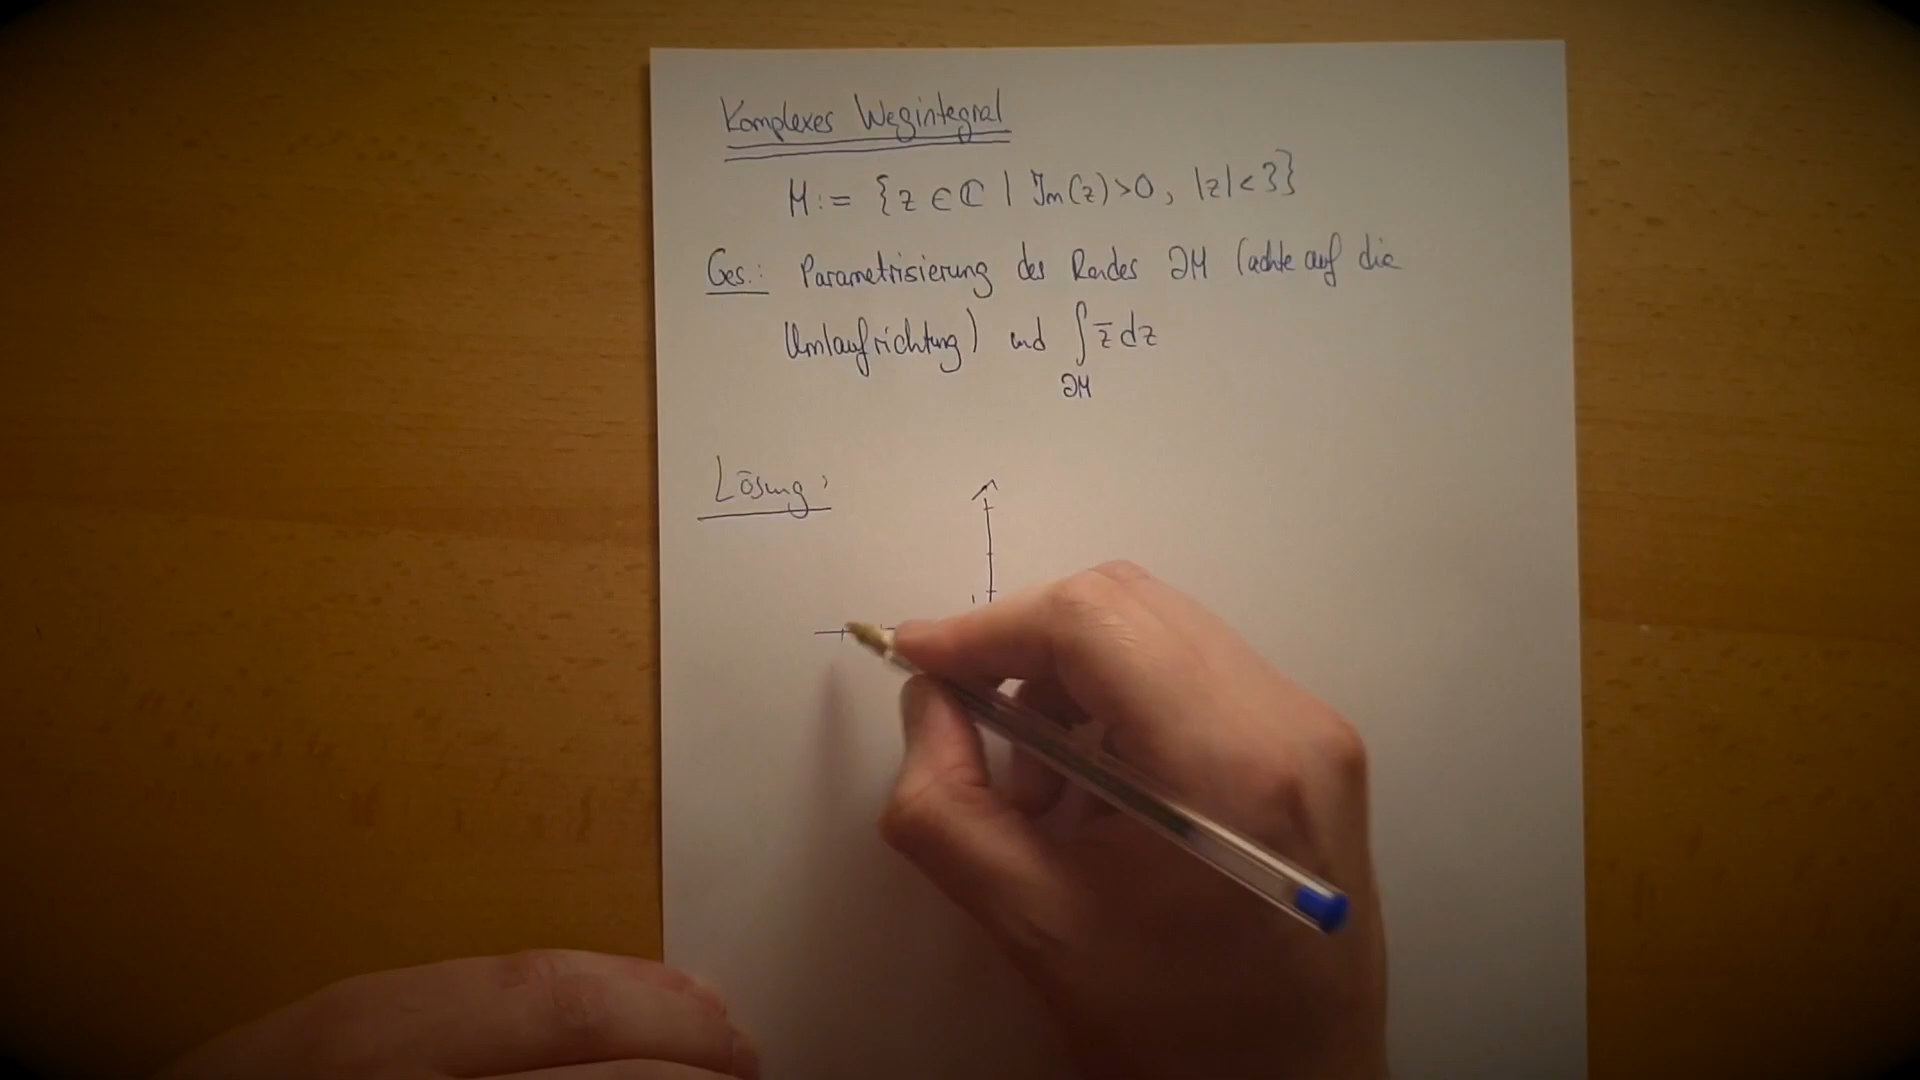 Komplexes Wegintegral
M := {z ∈ ℂ | Im(z)>0, |z|<3}
Ges.: Parametrisierung des Randes ∂M (achte auf die
Umlaufrichtung) und ∫ z̅ dz
∂M
Lösung: